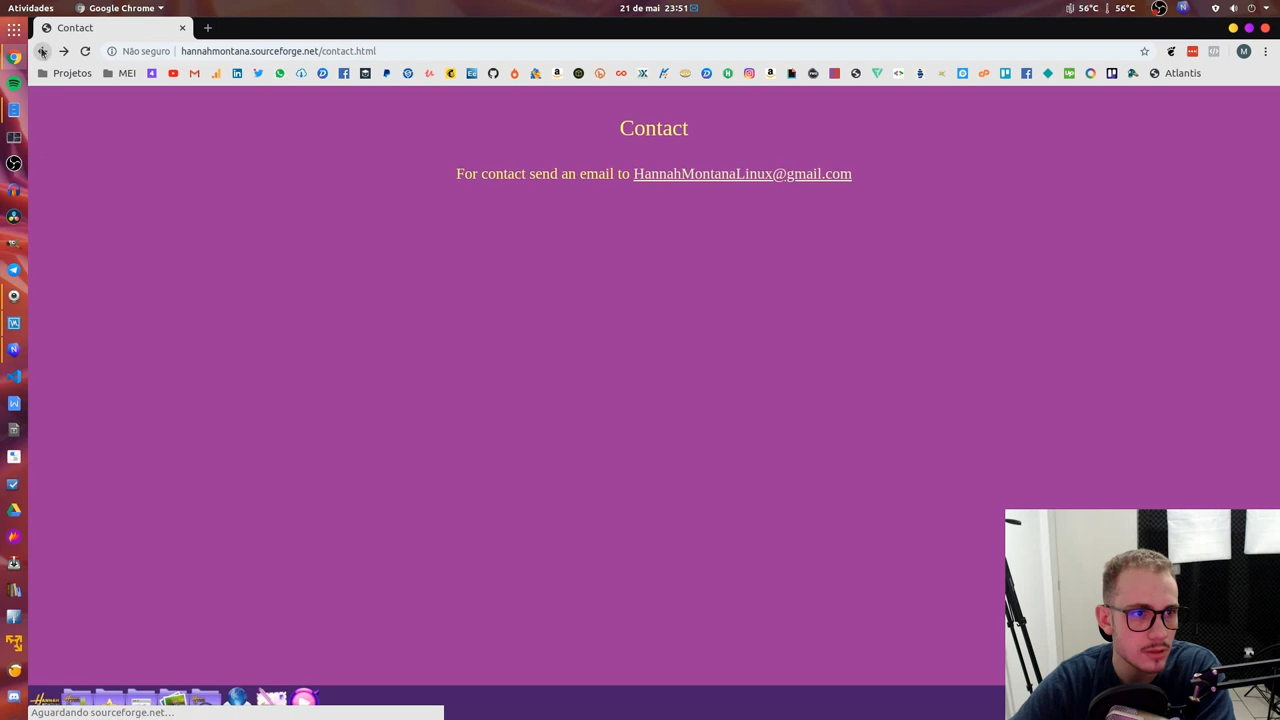 Atividades Google Chrome 21 de mai 23:51 56°C 56°C
Contact
Não seguro hannahmontana.sourceforge.net/contact.html M
Projetos MEI Atlantis
Contact
For contact send an email to HannahMontanaLinux@gmail.com
Aguardando sourceforge.net…